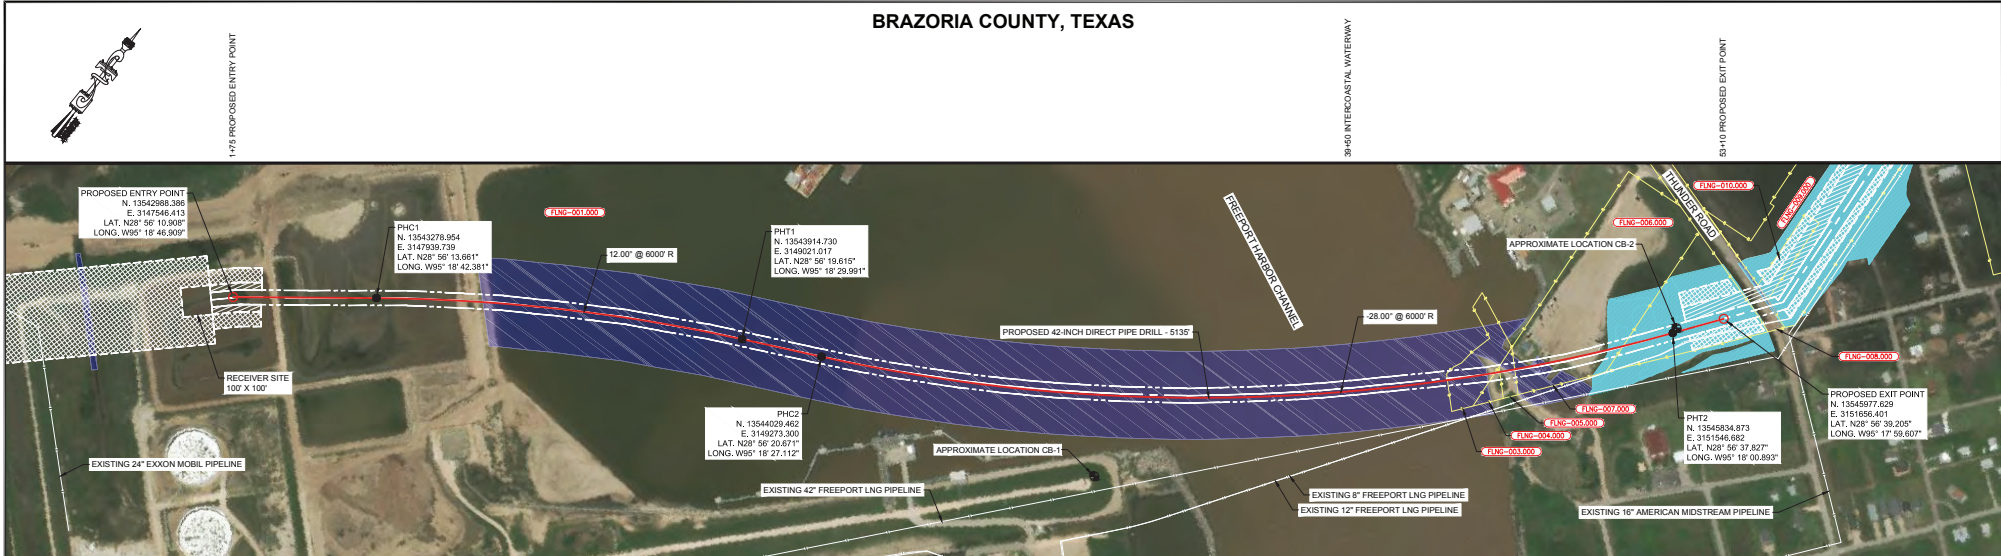 BRAZORIA COUNTY, TEXAS
1+75 PROPOSED ENTRY POINT
39+50 INTERCOASTAL WATERWAY
53+10 PROPOSED EXIT POINT
PROPOSED ENTRY POINT
N. 13542988.386
E. 3147546.413
LAT. N28° 56' 10.908"
LONG. W95° 18' 46.909"
PHC1
N. 13543278.954
E. 3147939.739
LAT. N28° 56' 13.661"
LONG. W95° 18' 42.381"
FLNG-001.000
12.00° @ 6000' R
PHT1
N. 13543914.730
E. 3149021.017
LAT. N28° 56' 19.615"
LONG. W95° 18' 29.991"
FREEPORT HARBOR CHANNEL
PROPOSED 42-INCH DIRECT PIPE DRILL - 5135'
-28.00° @ 6000' R
APPROXIMATE LOCATION CB-2
FLNG-006.000
THUNDER ROAD
FLNG-010.000
FLNG-009.000
FLNG-008.000
RECEIVER SITE
100' X 100'
PHC2
N. 13544029.462
E. 3149273.300
LAT. N28° 56' 20.671"
LONG. W95° 18' 27.112"
APPROXIMATE LOCATION CB-1
FLNG-007.000
FLNG-005.000
FLNG-004.000
FLNG-003.000
PHT2
N. 13545834.873
E. 3151546.682
LAT. N28° 56' 37.827"
LONG. W95° 18' 00.893"
PROPOSED EXIT POINT
N. 13545977.629
E. 3151656.401
LAT. N28° 56' 39.205"
LONG. W95° 17' 59.607"
EXISTING 24" EXXON MOBIL PIPELINE
EXISTING 42" FREEPORT LNG PIPELINE
EXISTING 8" FREEPORT LNG PIPELINE
EXISTING 12" FREEPORT LNG PIPELINE
EXISTING 16" AMERICAN MIDSTREAM PIPELINE